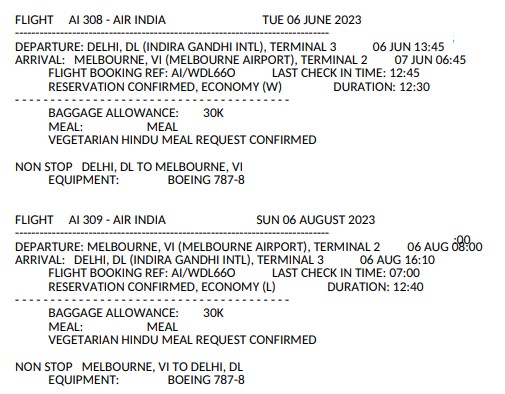 FLIGHT AI 308 - AIR INDIA TUE 06 JUNE 2023
--------------------------------------------------------------------------------
DEPARTURE: DELHI, DL (INDIRA GANDHI INTL), TERMINAL 3 06 JUN 13:45
ARRIVAL: MELBOURNE, VI (MELBOURNE AIRPORT), TERMINAL 2 07 JUN 06:45
FLIGHT BOOKING REF: AI/WDL66O LAST CHECK IN TIME: 12:45
RESERVATION CONFIRMED, ECONOMY (W) DURATION: 12:30
- - - - - - - - - - - - - - - - - - - - - - - - - - - - - - - - - - - - - - - -
BAGGAGE ALLOWANCE: 30K
MEAL: MEAL
VEGETARIAN HINDU MEAL REQUEST CONFIRMED
NON STOP DELHI, DL TO MELBOURNE, VI
EQUIPMENT: BOEING 787-8
FLIGHT AI 309 - AIR INDIA SUN 06 AUGUST 2023
--------------------------------------------------------------------------------
:00
DEPARTURE: MELBOURNE, VI (MELBOURNE AIRPORT), TERMINAL 2 06 AUG 08:00
ARRIVAL: DELHI, DL (INDIRA GANDHI INTL), TERMINAL 3 06 AUG 16:10
FLIGHT BOOKING REF: AI/WDL66O LAST CHECK IN TIME: 07:00
RESERVATION CONFIRMED, ECONOMY (L) DURATION: 12:40
- - - - - - - - - - - - - - - - - - - - - - - - - - - - - - - - - - - - - - - -
BAGGAGE ALLOWANCE: 30K
MEAL: MEAL
VEGETARIAN HINDU MEAL REQUEST CONFIRMED
NON STOP MELBOURNE, VI TO DELHI, DL
EQUIPMENT: BOEING 787-8